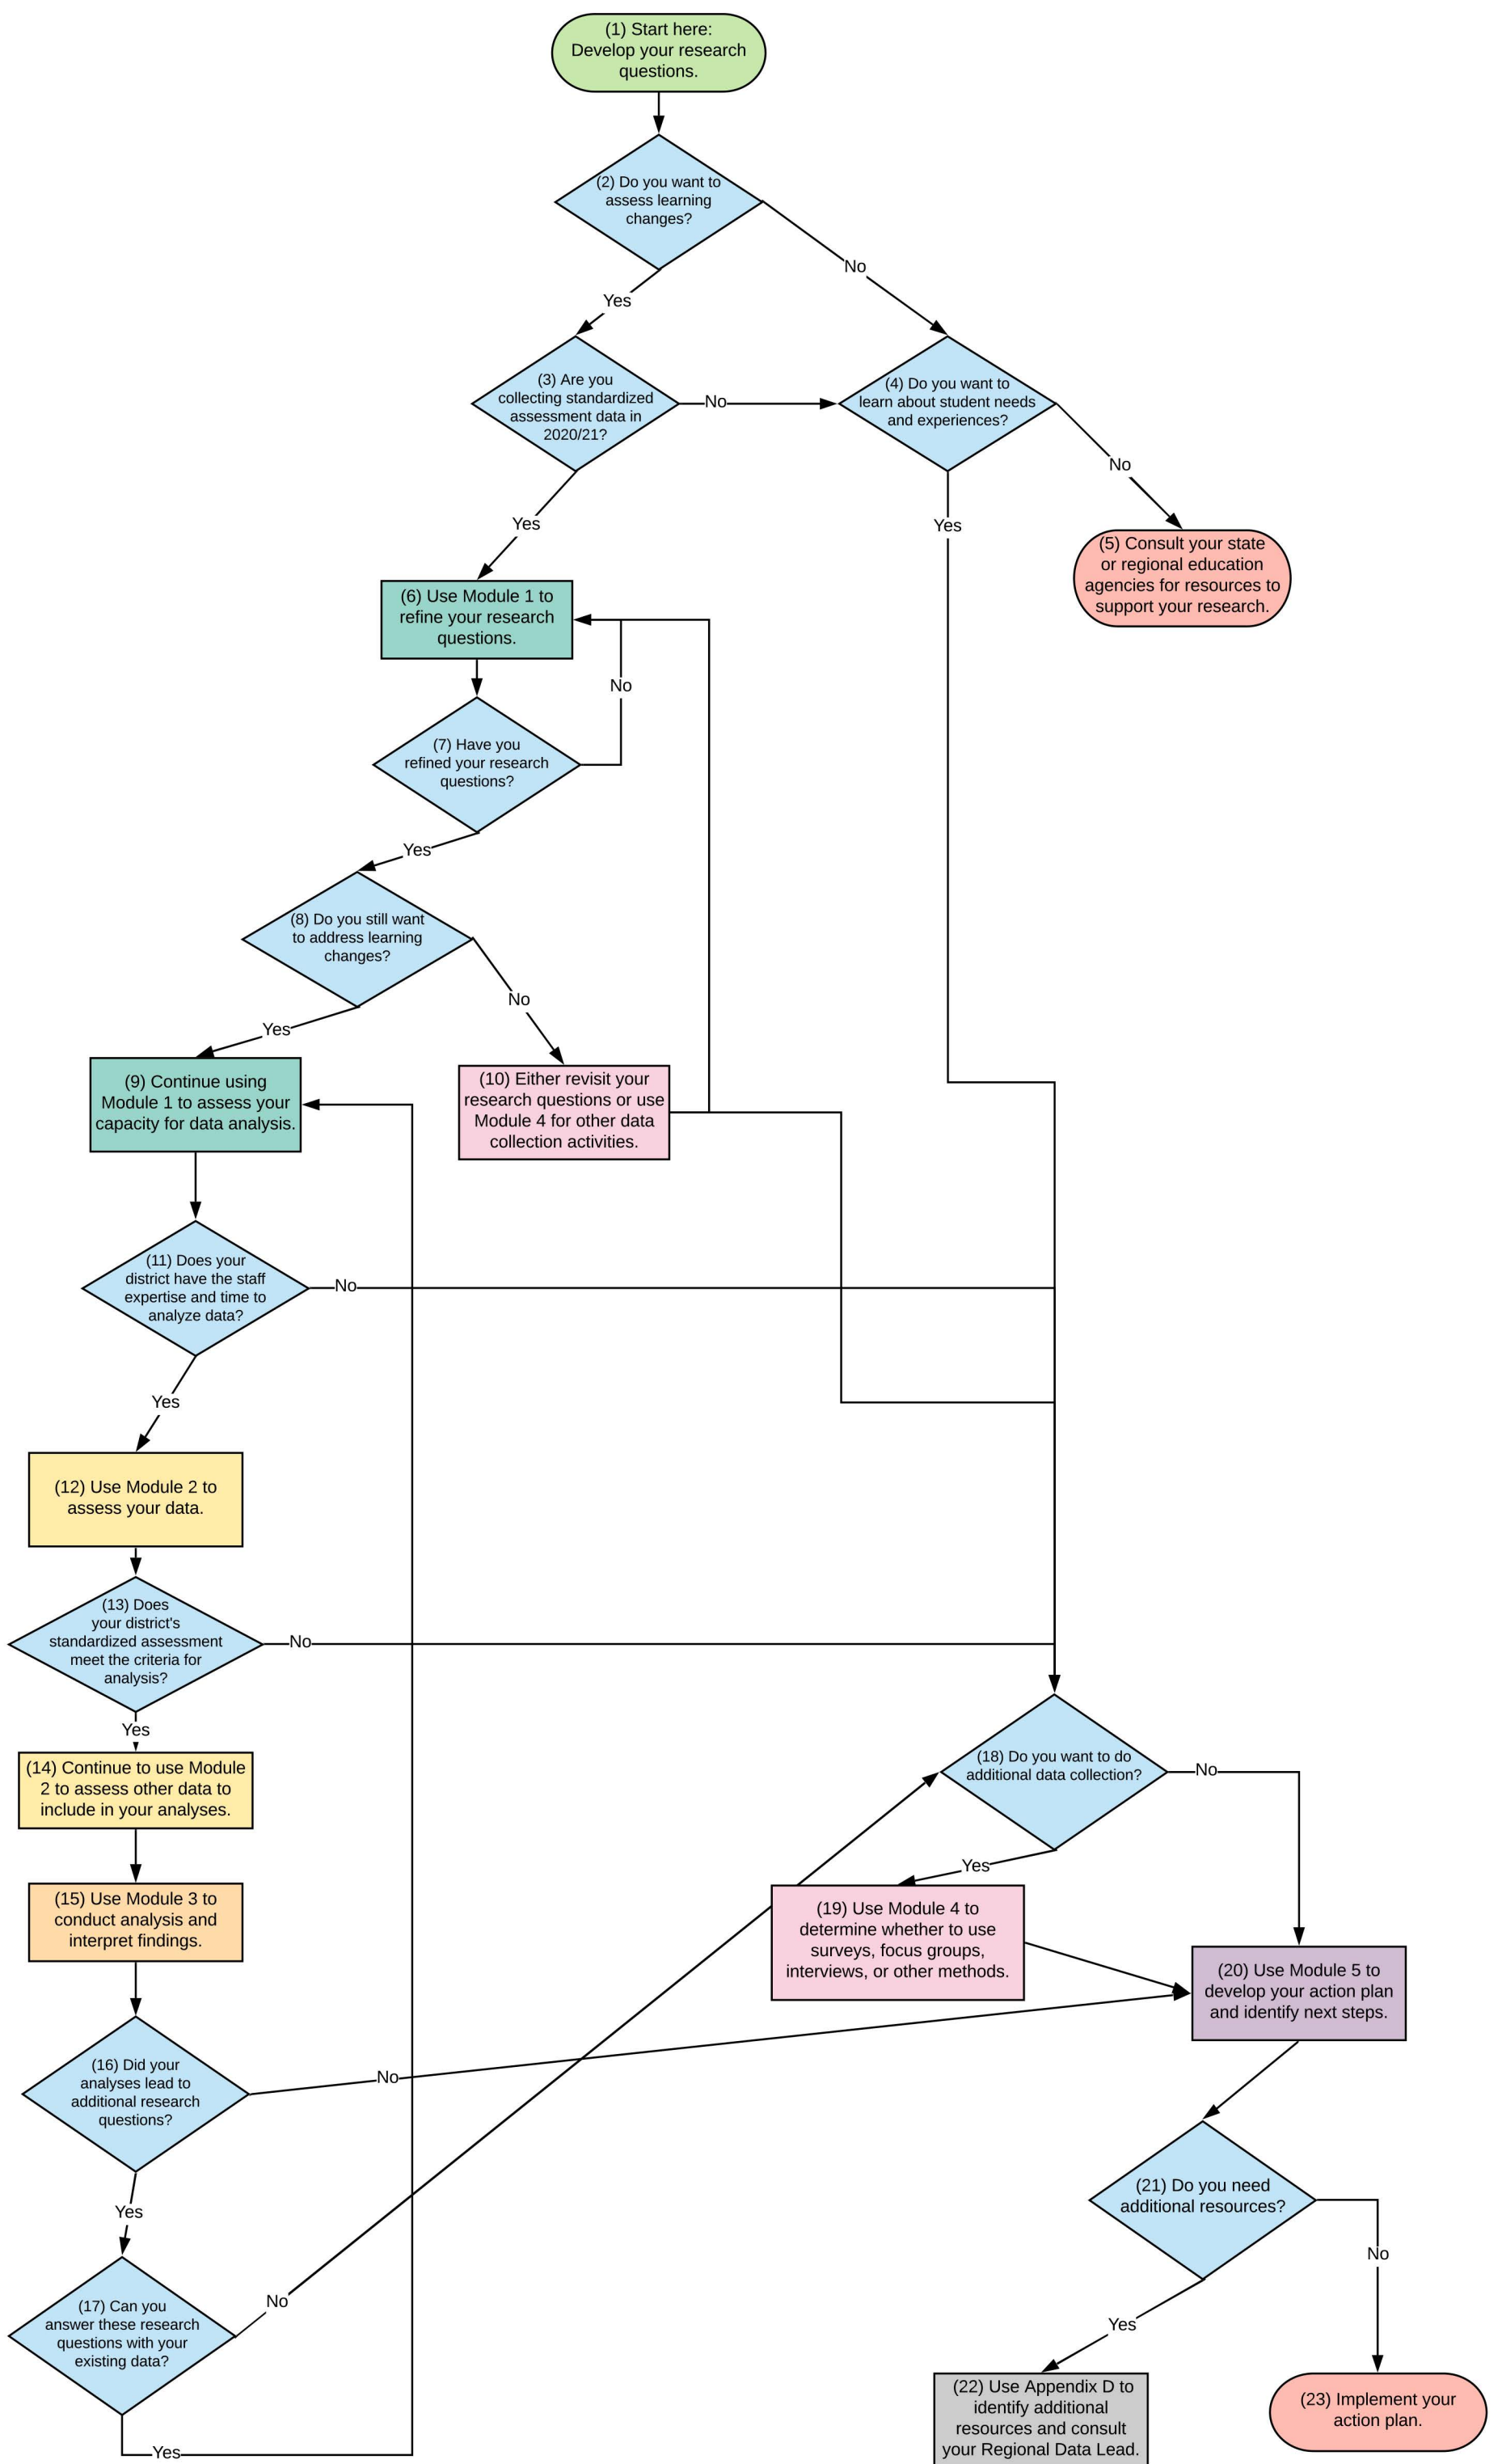 (1) Start here:
Develop your research
questions.
(2) Do you want to
assess learning
changes?
No
Yes
(3) Are you
collecting standardized
assessment data in
2020/21?
No
(4) Do you want to
learn about student needs
and experiences?
No
Yes
Yes
(5) Consult your state
or regional education
agencies for resources to
support your research.
(6) Use Module 1 to
refine your research
questions.
No
(7) Have you
refined your research
questions?
Yes
(8) Do you still want
to address learning
changes?
No
Yes
(9) Continue using
Module 1 to assess your
capacity for data analysis.
(10) Either revisit your
research questions or use
Module 4 for other data
collection activities.
(11) Does your
district have the staff
expertise and time to
analyze data?
No
Yes
(12) Use Module 2 to
assess your data.
(13) Does
your district's
standardized assessment
meet the criteria for
analysis?
No
Yes
(14) Continue to use Module
2 to assess other data to
include in your analyses.
(18) Do you want to do
additional data collection?
No
Yes
(15) Use Module 3 to
conduct analysis and
interpret findings.
(19) Use Module 4 to
determine whether to use
surveys, focus groups,
interviews, or other methods.
(20) Use Module 5 to
develop your action plan
and identify next steps.
(16) Did your
analyses lead to
additional research
questions?
No
Yes
(21) Do you need
additional resources?
No
Yes
(17) Can you
answer these research
questions with your
existing data?
No
Yes
(22) Use Appendix D to
identify additional
resources and consult
your Regional Data Lead.
(23) Implement your
action plan.